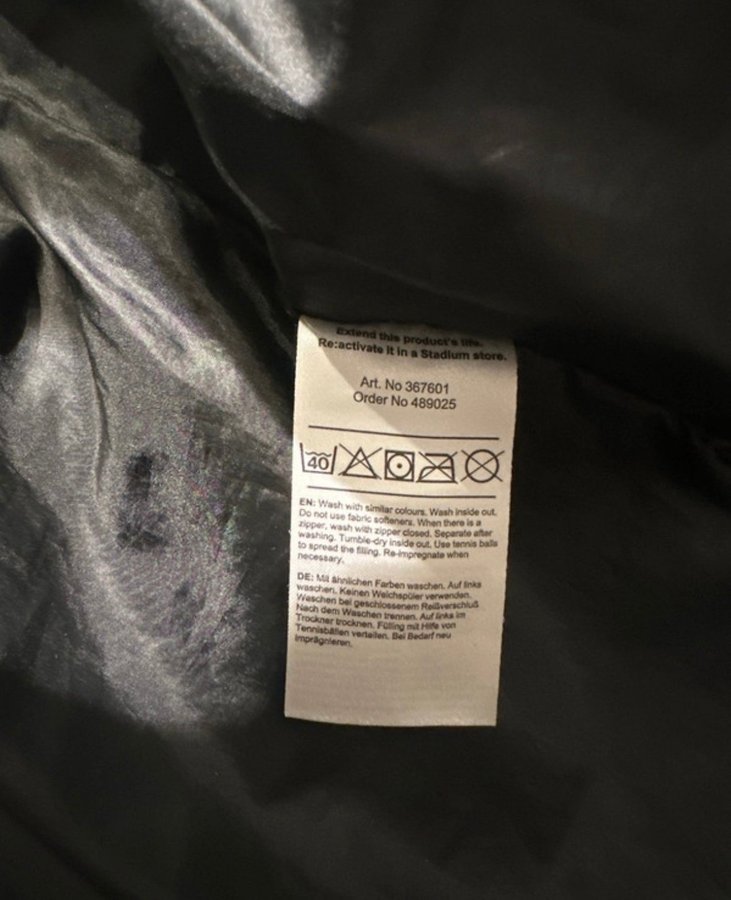 Extend this product's life.
Re:activate it in a Stadium store.
Art. No 367601
Order No 489025
40
EN: Wash with similar colours. Wash inside out.
Do not use fabric softeners. When there is a
zipper, wash with zipper closed. Separate after
washing. Tumble-dry inside out. Use tennis balls
to spread the filling. Re-impregnate when
necessary.
DE: Mit ähnlichen Farben waschen. Auf links
waschen. Keinen Weichspüler verwenden.
Waschen bei geschlossenem Reißverschluß
Nach dem Waschen trennen. Auf links im
Trockner trocknen. Fülling mit Hilfe von
Tennisbällen verteilen. Bei Bedarf neu
imprägnieren.